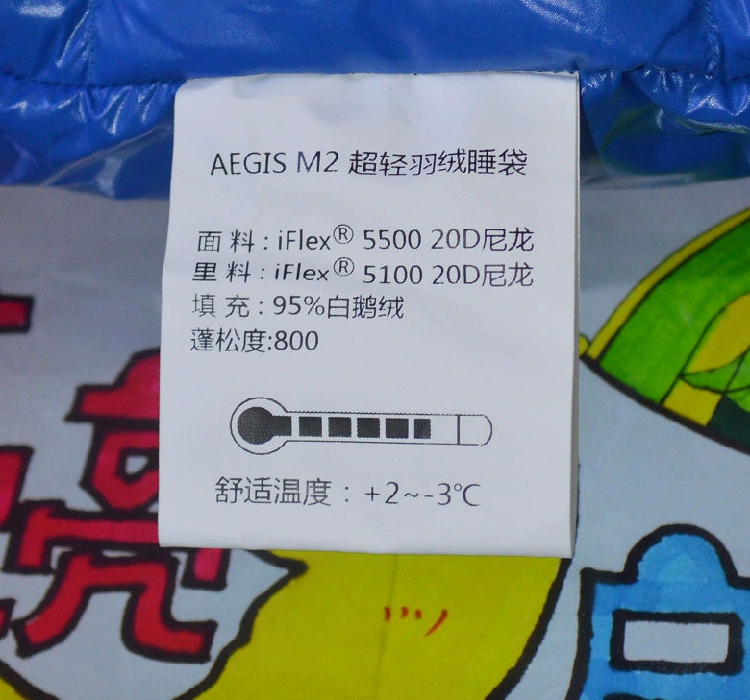 AEGIS M2 超轻羽绒睡袋
面 料 : iFlex® 5500 20D尼龙
里 料 : iFlex® 5100 20D尼龙
填 充 : 95%白鹅绒
蓬松度:800
舒适温度 : +2~-3℃
亮